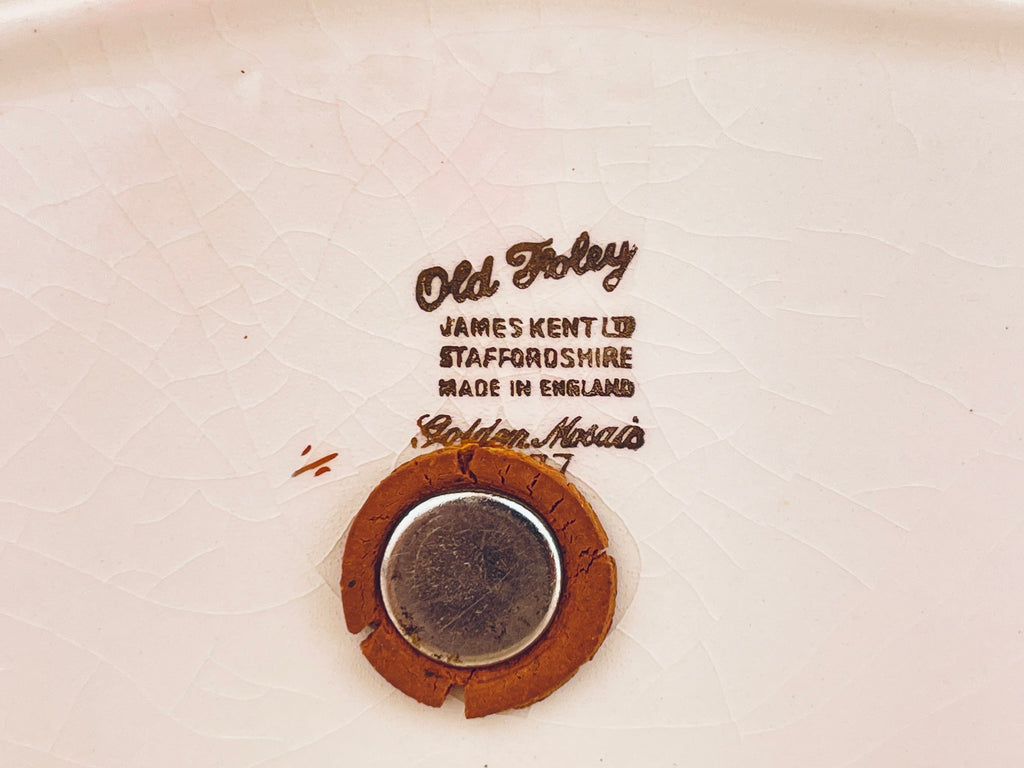 Old Foley
JAMES KENT LTD
STAFFORDSHIRE
MADE IN ENGLAND
Golden Mosaic